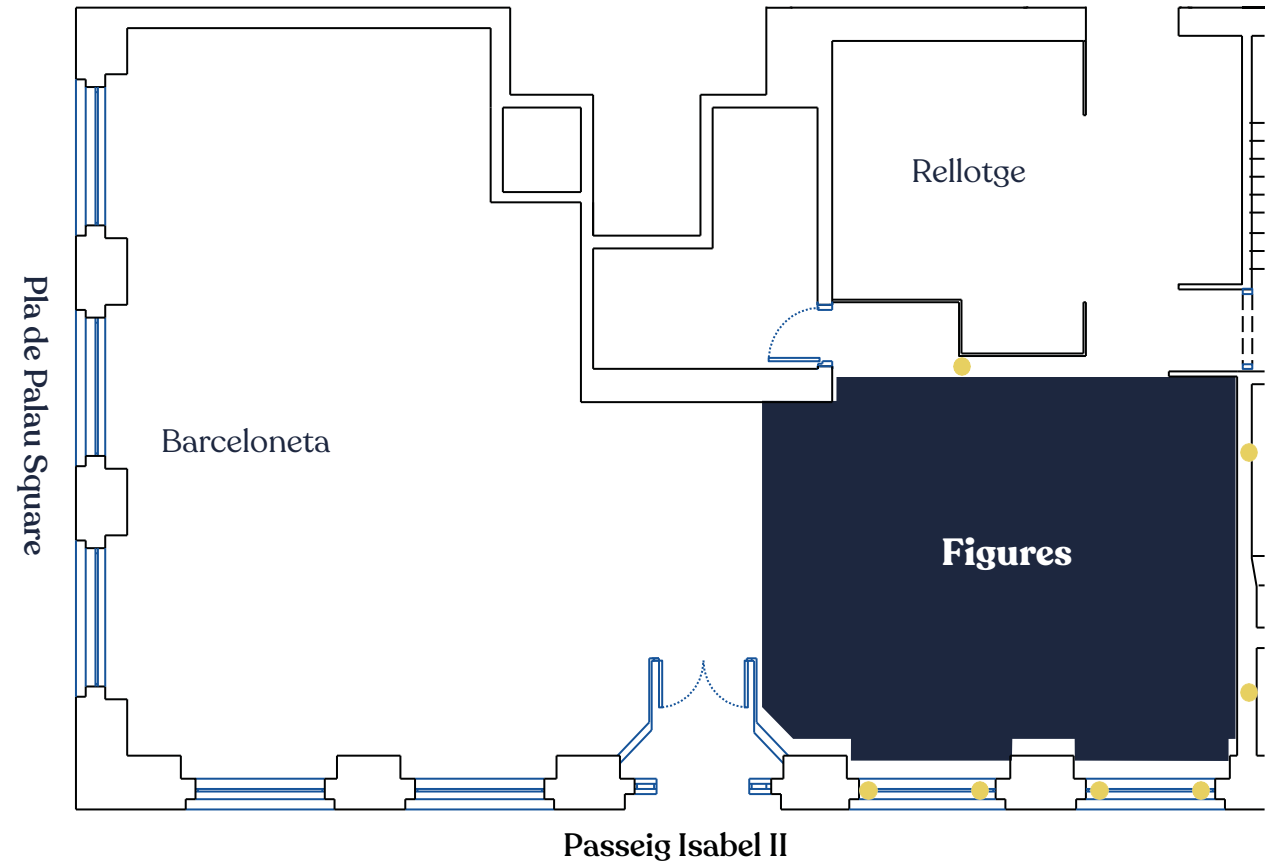 Rellotge
Pla de Palau Square
Barceloneta
Figures
Passeig Isabel II